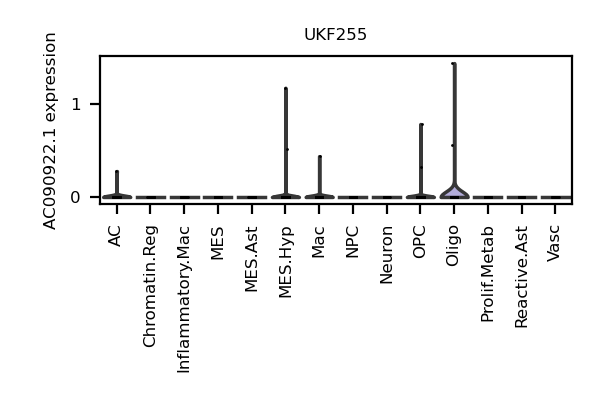 UKF255
AC090922.1 expression
1
0
AC
Chromatin.Reg
Inflammatory.Mac
MES
MES.Ast
MES.Hyp
Mac
NPC
Neuron
OPC
Oligo
Prolif.Metab
Reactive.Ast
Vasc